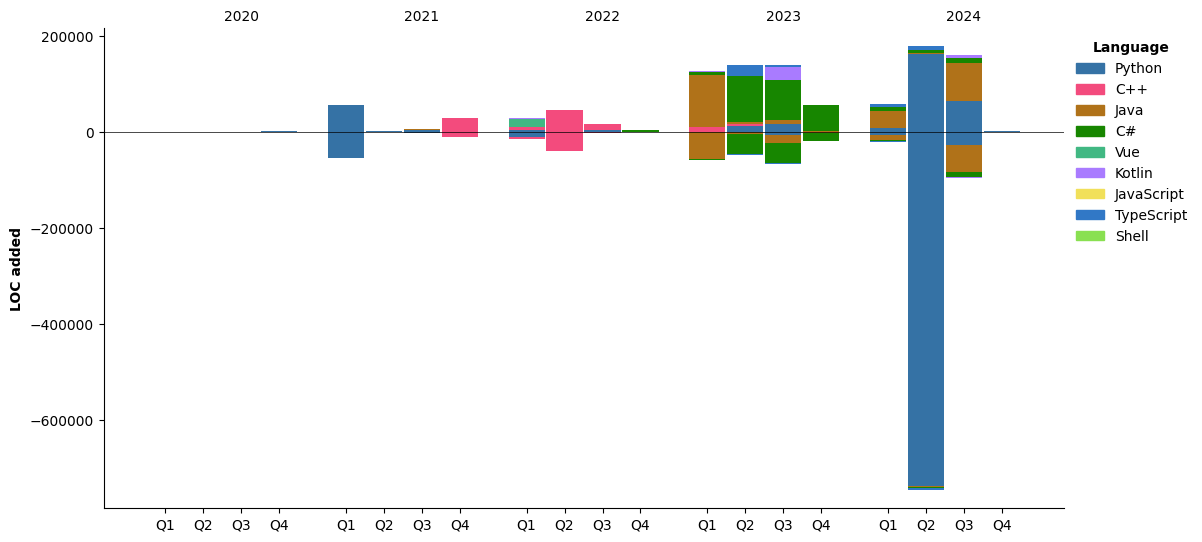 2020 2021 2022 2023 2024
200000
0
−200000
−400000
−600000
LOC added
Q1 Q2 Q3 Q4 Q1 Q2 Q3 Q4 Q1 Q2 Q3 Q4 Q1 Q2 Q3 Q4 Q1 Q2 Q3 Q4
Language
Python
C++
Java
C#
Vue
Kotlin
JavaScript
TypeScript
Shell